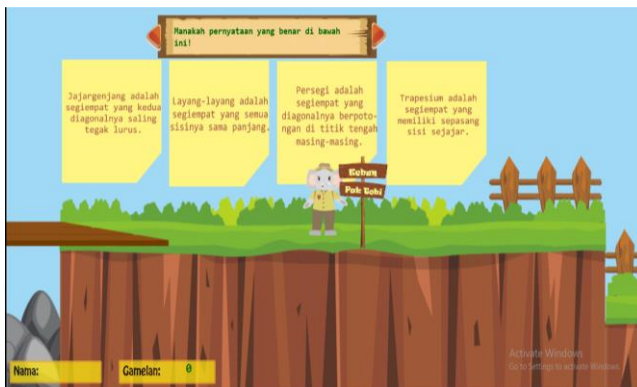 Manakah pernyataan yang benar di bawah
ini!
Jajargenjang adalah
segiempat yang kedua
diagonalnya saling
tegak lurus.
Layang-layang adalah
segiempat yang semua
sisinya sama panjang.
Persegi adalah
segiempat yang
diagonalnya berpoto-
ngan di titik tengah
masing-masing.
Trapesium adalah
segiempat yang
memiliki sepasang
sisi sejajar.
Kebun
Pak Tobi
Activate Windows
Go to Settings to activate Windows.
Nama:
Gamelan: 0